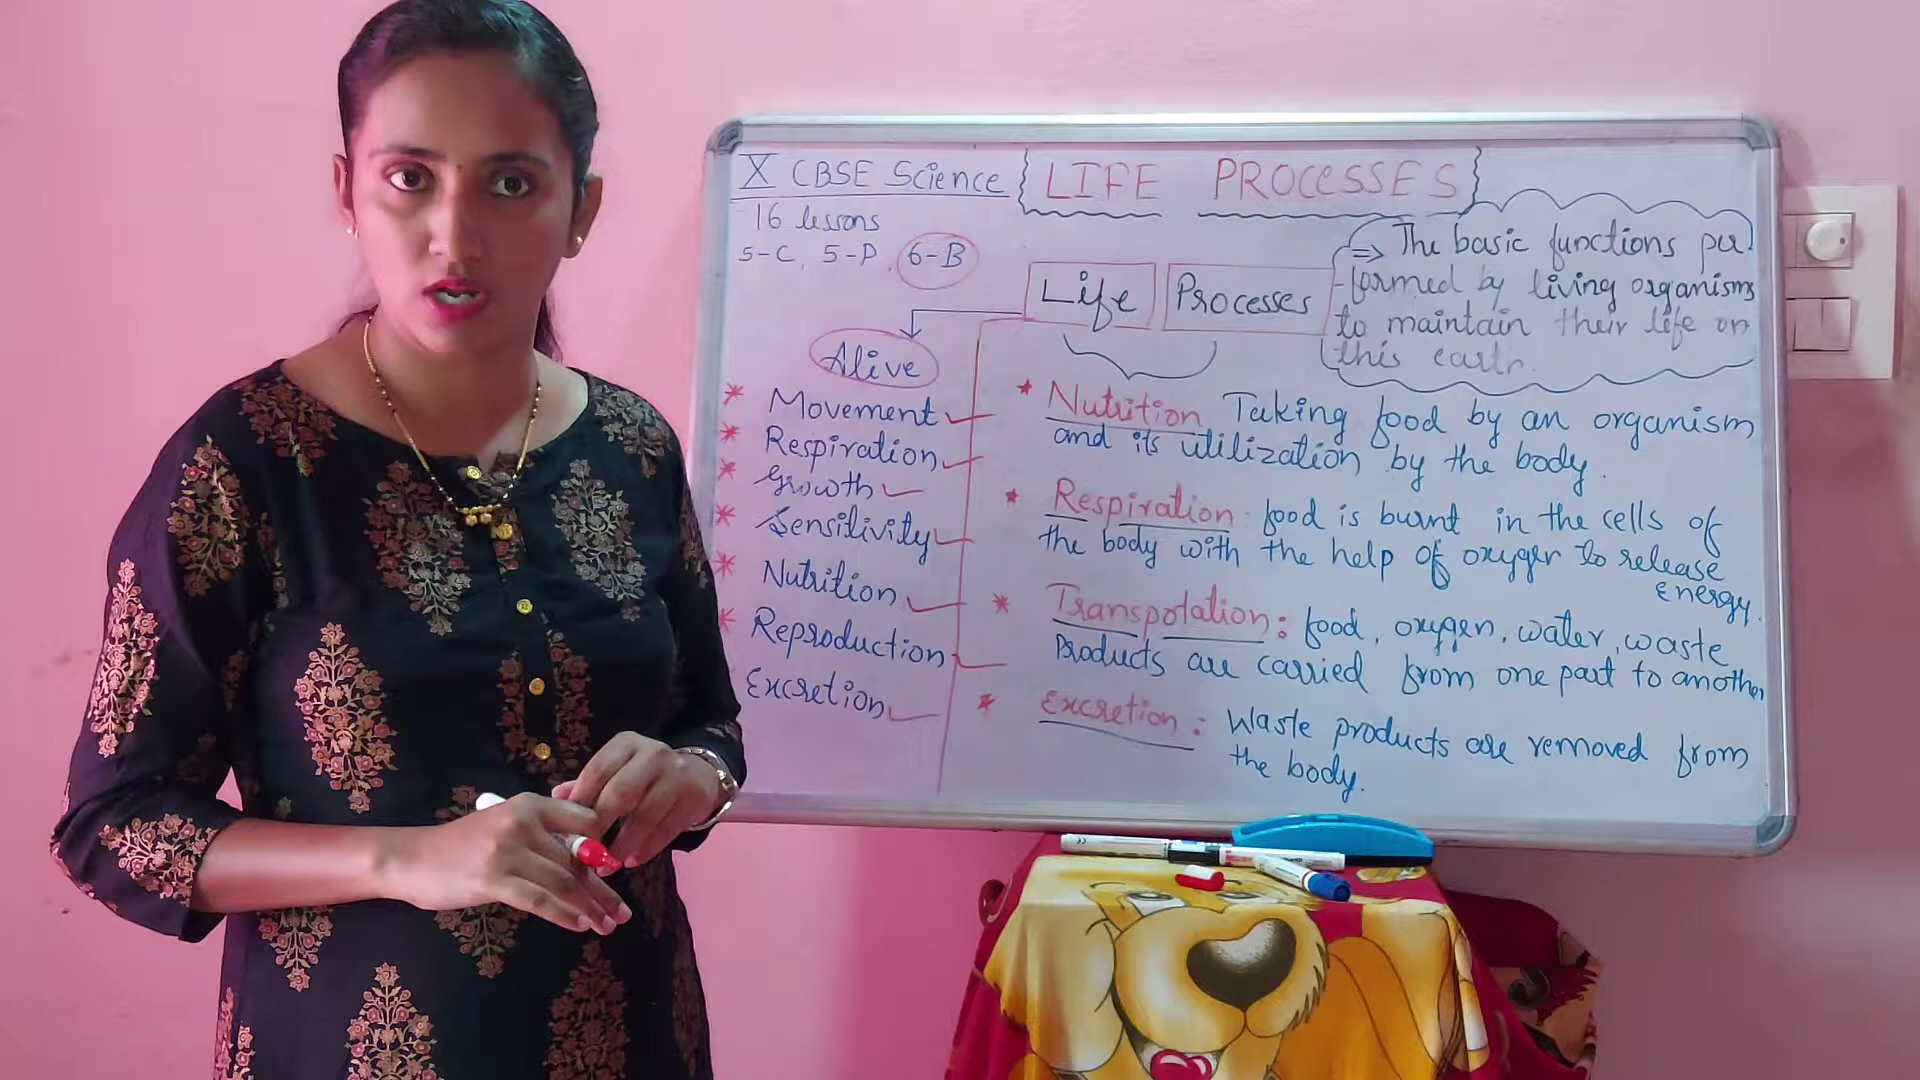 X CBSE Science
LIFE PROCESSES
16 lessons
5-C, 5-P, 6-B
Life Processes
⇒ The basic functions per
-formed by living organisms
to maintain their life on
this earth.
Alive
* Movement ✓
* Respiration ✓
* Growth ✓
* Sensitivity ✓
* Nutrition ✓
* Reproduction ✓
Excretion ✓
* Nutrition Taking food by an organism
and its utilization by the body.
* Respiration: food is burnt in the cells of
the body with the help of oxygen to release
Energy.
* Transpotation: food, oxygen, water, waste
Products are carried from one part to another
* Excretion: Waste products are removed from
the body.